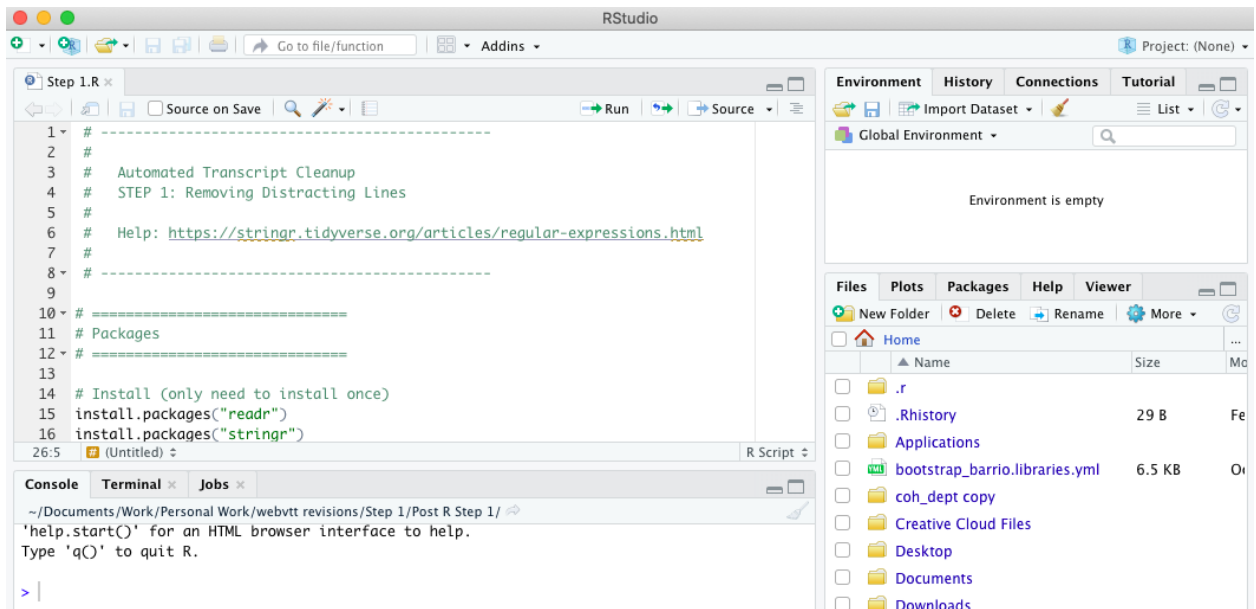 RStudio
Go to file/function Addins Project: (None)
Step 1.R
Source on Save Run Source
1 # ----------------------------------------------
2 #
3 # Automated Transcript Cleanup
4 # STEP 1: Removing Distracting Lines
5 #
6 # Help: https://stringr.tidyverse.org/articles/regular-expressions.html
7 #
8 # ----------------------------------------------
9
10 # ==============================
11 # Packages
12 # ==============================
13
14 # Install (only need to install once)
15 install.packages("readr")
16 install.packages("stringr")
26:5 # (Untitled) R Script
Console Terminal Jobs
~/Documents/Work/Personal Work/webvtt revisions/Step 1/Post R Step 1/
'help.start()' for an HTML browser interface to help.
Type 'q()' to quit R.
>
Environment History Connections Tutorial
Import Dataset List
Global Environment
Environment is empty
Files Plots Packages Help Viewer
New Folder Delete Rename More
Home ...
Name Size Mo
.r
.Rhistory 29 B Fe
Applications
YML bootstrap_barrio.libraries.yml 6.5 KB Oc
coh_dept copy
Creative Cloud Files
Desktop
Documents
Downloads